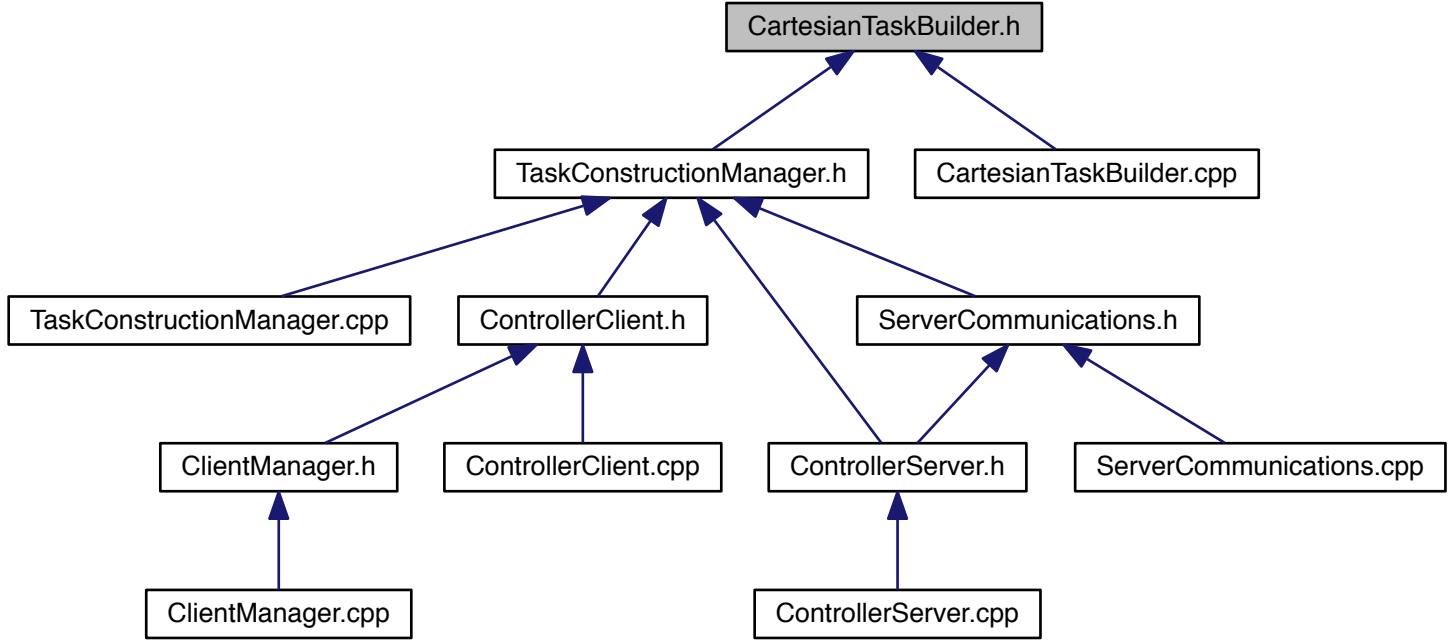 CartesianTaskBuilder.h
TaskConstructionManager.h
CartesianTaskBuilder.cpp
TaskConstructionManager.cpp
ControllerClient.h
ServerCommunications.h
ClientManager.h
ControllerClient.cpp
ControllerServer.h
ServerCommunications.cpp
ClientManager.cpp
ControllerServer.cpp